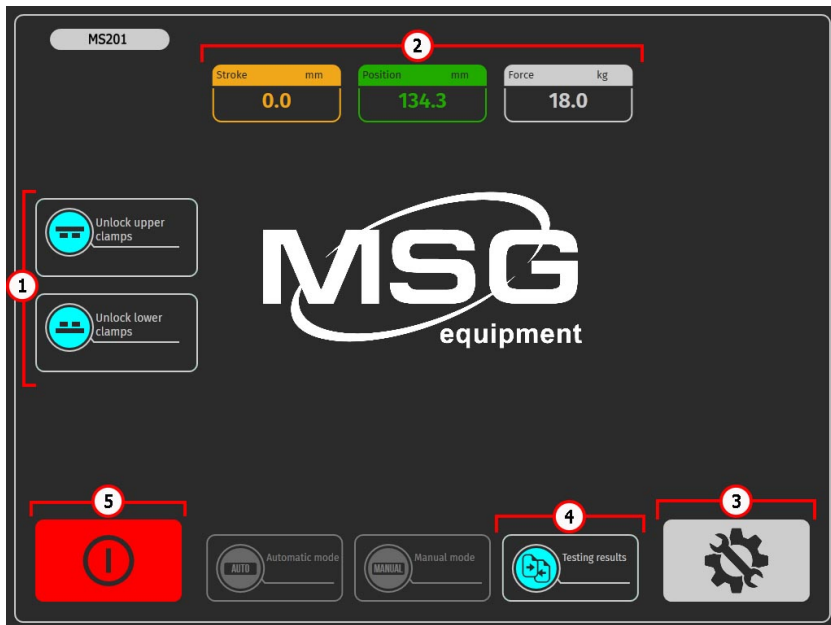 MS201
2
Stroke mm
0.0
Position mm
134.3
Force kg
18.0
1
Unlock upper
clamps
Unlock lower
clamps
MSG
equipment
5
4
3
AUTO
Automatic mode
MANUAL
Manual mode
Testing results